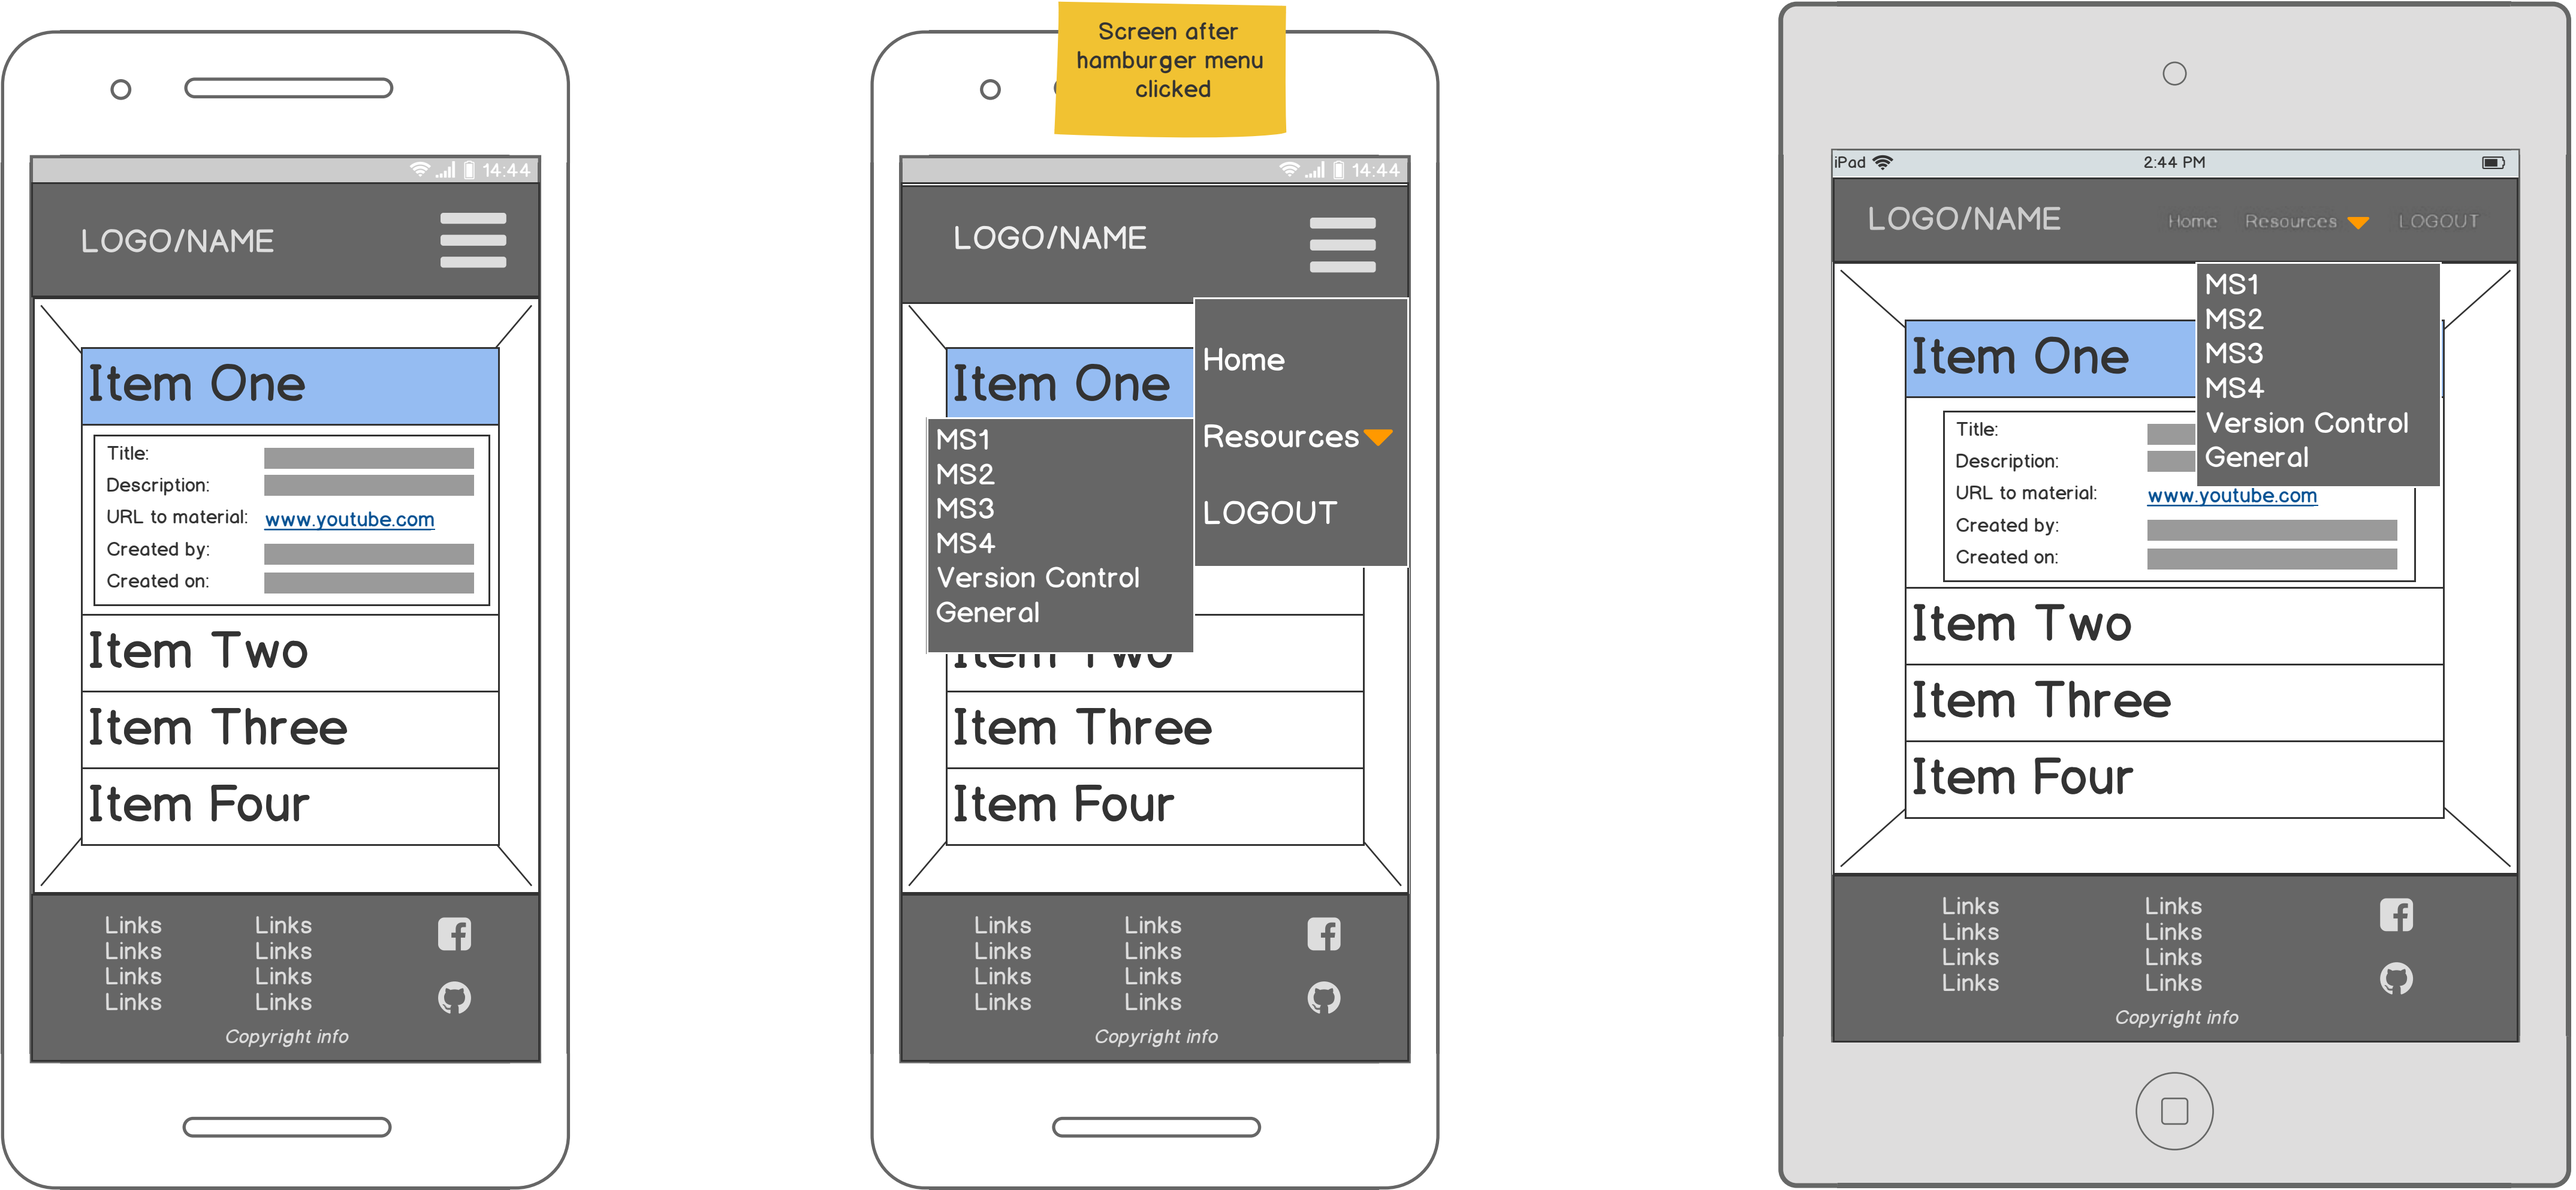 14:44
LOGO/NAME
Item One
Title:
Description:
URL to material: www.youtube.com
Created by:
Created on:
Item Two
Item Three
Item Four
Links Links
Links Links
Links Links
Links Links
Copyright info
Screen after
hamburger menu
clicked
14:44
LOGO/NAME
Home
Resources
LOGOUT
Item One
MS1
MS2
MS3
MS4
Version Control
General
Item Two
Item Three
Item Four
Links Links
Links Links
Links Links
Links Links
Copyright info
iPad 2:44 PM
LOGO/NAME Home Resources LOGOUT
MS1
MS2
MS3
MS4
Version Control
General
Item One
Title:
Description:
URL to material: www.youtube.com
Created by:
Created on:
Item Two
Item Three
Item Four
Links Links
Links Links
Links Links
Links Links
Copyright info